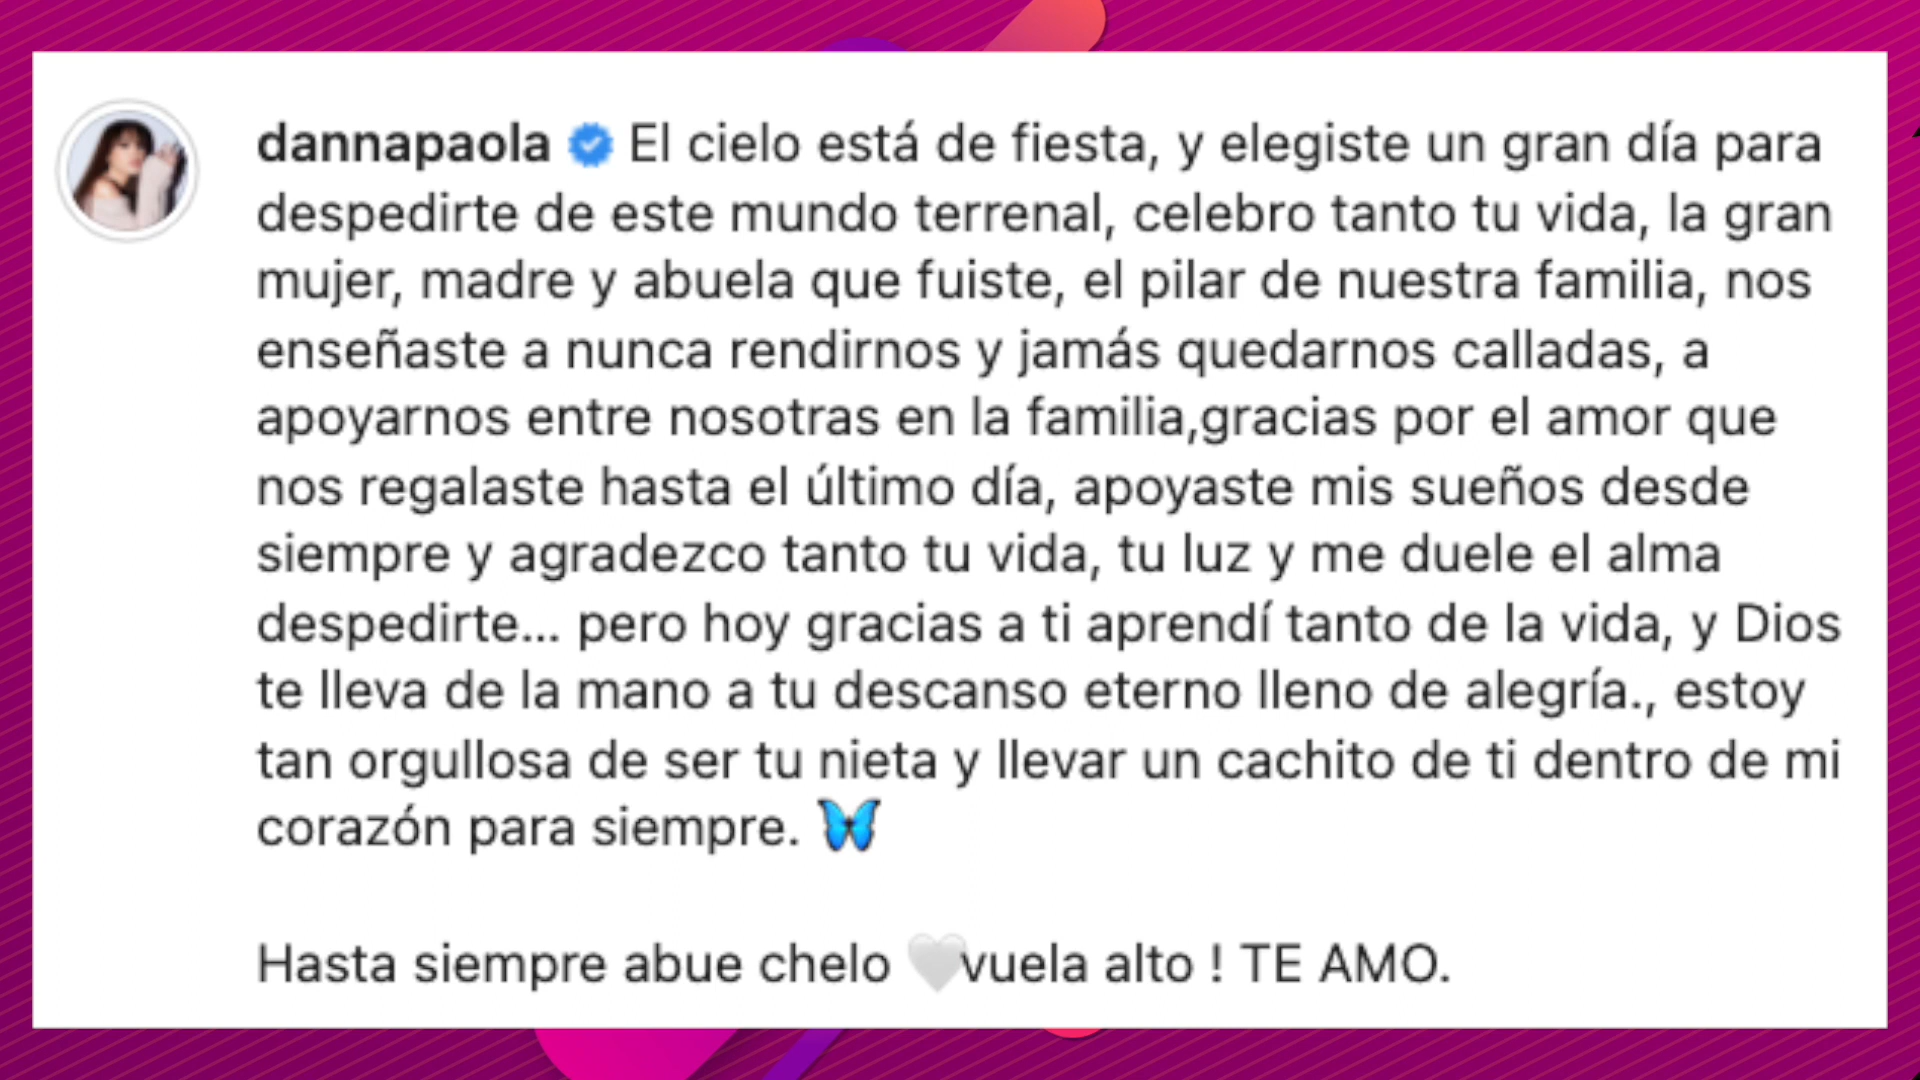 dannapaola El cielo está de fiesta, y elegiste un gran día para
despedirte de este mundo terrenal, celebro tanto tu vida, la gran
mujer, madre y abuela que fuiste, el pilar de nuestra familia, nos
enseñaste a nunca rendirnos y jamás quedarnos calladas, a
apoyarnos entre nosotras en la familia,gracias por el amor que
nos regalaste hasta el último día, apoyaste mis sueños desde
siempre y agradezco tanto tu vida, tu luz y me duele el alma
despedirte... pero hoy gracias a ti aprendí tanto de la vida, y Dios
te lleva de la mano a tu descanso eterno lleno de alegría., estoy
tan orgullosa de ser tu nieta y llevar un cachito de ti dentro de mi
corazón para siempre. 🦋
Hasta siempre abue chelo 🤍vuela alto ! TE AMO.